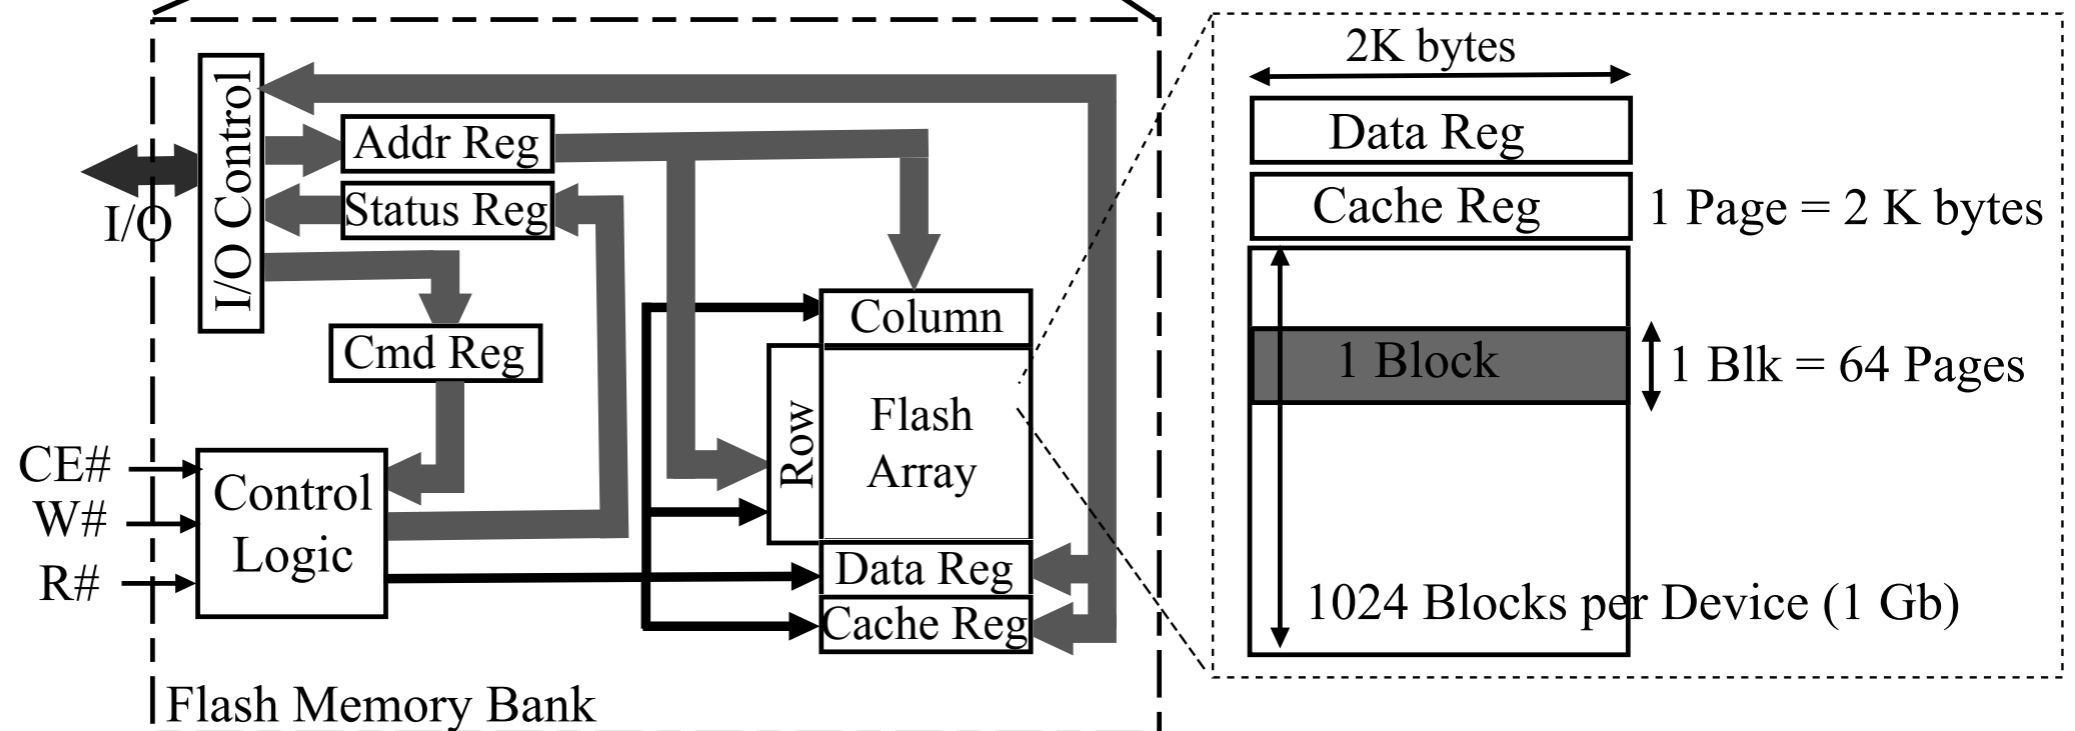 I/O
I/O Control
Addr Reg
Status Reg
Cmd Reg
CE#
W#
R#
Control
Logic
Column
Row
Flash
Array
Data Reg
Cache Reg
Flash Memory Bank
2K bytes
Data Reg
Cache Reg
1 Page = 2 K bytes
1 Block
1 Blk = 64 Pages
1024 Blocks per Device (1 Gb)